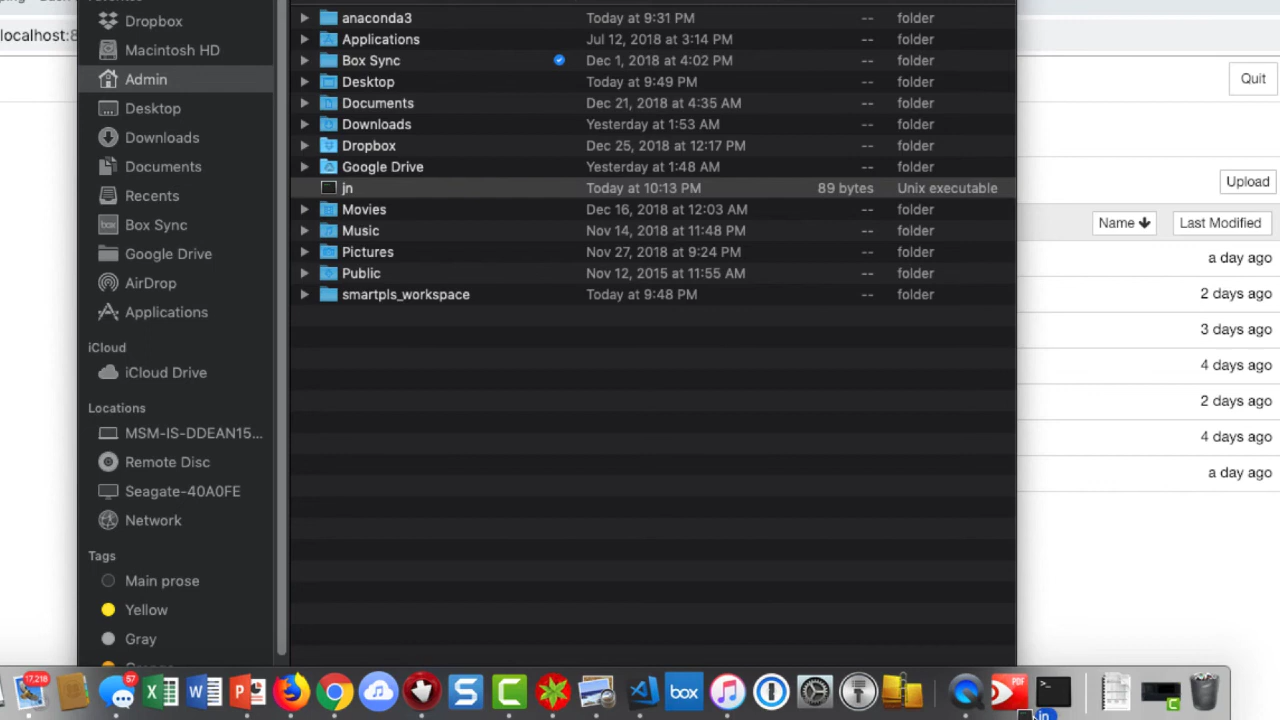 localhost:8
Dropbox
Macintosh HD
Admin
Desktop
Downloads
Documents
Recents
Box Sync
Google Drive
AirDrop
Applications
iCloud
iCloud Drive
Locations
MSM-IS-DDEAN15...
Remote Disc
Seagate-40A0FE
Network
Tags
Main prose
Yellow
Gray
anaconda3 Today at 9:31 PM -- folder
Applications Jul 12, 2018 at 3:14 PM -- folder
Box Sync Dec 1, 2018 at 4:02 PM -- folder
Desktop Today at 9:49 PM -- folder
Documents Dec 21, 2018 at 4:35 AM -- folder
Downloads Yesterday at 1:53 AM -- folder
Dropbox Dec 25, 2018 at 12:17 PM -- folder
Google Drive Yesterday at 1:48 AM -- folder
jn Today at 10:13 PM 89 bytes Unix executable
Movies Dec 16, 2018 at 12:03 AM -- folder
Music Nov 14, 2018 at 11:48 PM -- folder
Pictures Nov 27, 2018 at 9:24 PM -- folder
Public Nov 12, 2015 at 11:55 AM -- folder
smartpls_workspace Today at 9:48 PM -- folder
Quit
Upload
Name Last Modified
a day ago
2 days ago
3 days ago
4 days ago
2 days ago
4 days ago
a day ago
17,218
57
box
PDF
jn